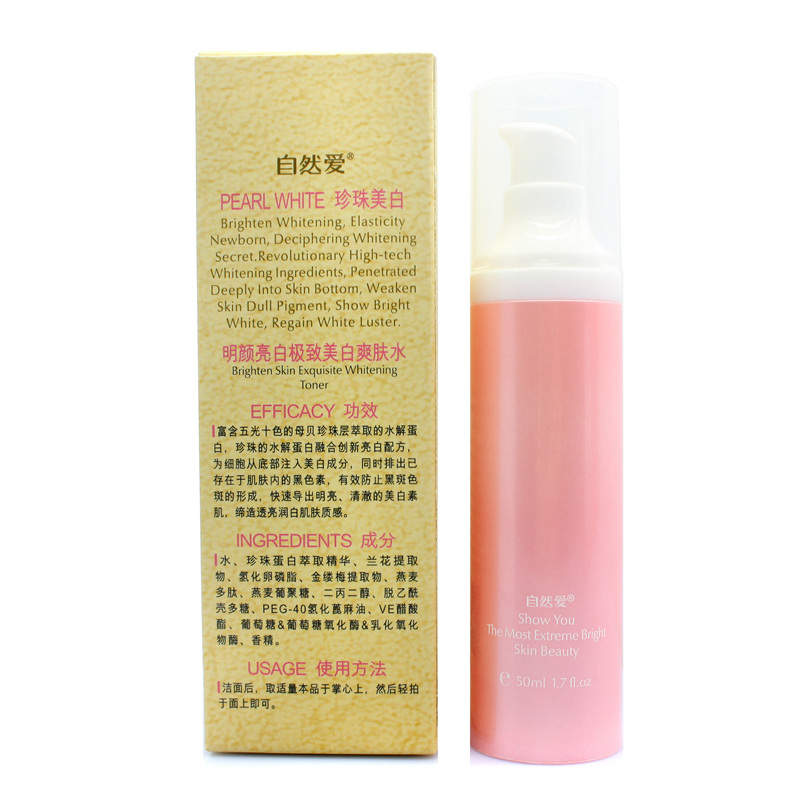 自然爱®
PEARL WHITE 珍珠美白
Brighten Whitening, Elasticity
Newborn, Deciphering Whitening
Secret.Revolutionary High-tech
Whitening Ingredients, Penetrated
Deeply Into Skin Bottom, Weaken
Skin Dull Pigment, Show Bright
White, Regain White Luster.
明颜亮白极致美白爽肤水
Brighten Skin Exquisite Whitening
Toner
EFFICACY 功效
富含五光十色的母贝珍珠层萃取的水解蛋
白，珍珠的水解蛋白融合创新亮白配方，
为细胞从底部注入美白成分，同时排出已
存在于肌肤内的黑色素，有效防止黑斑色
斑的形成，快速导出明亮、清澈的美白素
肌，缔造透亮润白肌肤质感。
INGREDIENTS 成分
水、珍珠蛋白萃取精华、兰花提取
物、氢化卵磷脂、金缕梅提取物、燕麦
多肽、燕麦葡聚糖、二丙二醇、脱乙酰
壳多糖、PEG-40氢化蓖麻油、VE醋酸
酯、葡萄糖&葡萄糖氧化酶&乳化氧化
物酶、香精。
USAGE 使用方法
洁面后，取适量本品于掌心上，然后轻拍
于面上即可。
自然爱®
Show You
The Most Extreme Bright
Skin Beauty
℮ 50ml 1.7 fl.oz